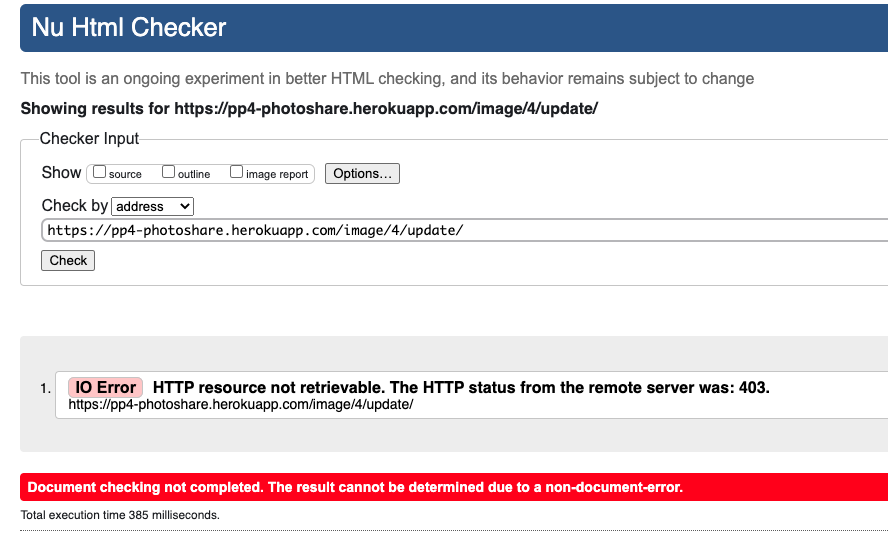 Nu Html Checker
This tool is an ongoing experiment in better HTML checking, and its behavior remains subject to change
Showing results for https://pp4-photoshare.herokuapp.com/image/4/update/
Checker Input
Show source outline image report Options...
Check by address
https://pp4-photoshare.herokuapp.com/image/4/update/
Check
1. IO Error HTTP resource not retrievable. The HTTP status from the remote server was: 403.
https://pp4-photoshare.herokuapp.com/image/4/update/
Document checking not completed. The result cannot be determined due to a non-document-error.
Total execution time 385 milliseconds.